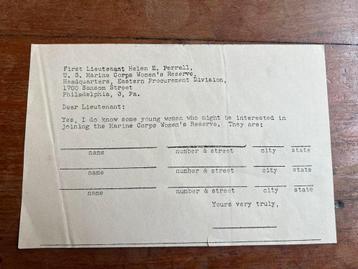 First Lieutenant Helen E. Perrell,
U. S. Marine Corps Women's Reserve,
Headquarters, Eastern Procurement Division,
1700 Sansom Street
Philadelphia, 3, Pa.
Dear Lieutenant:
Yes, I do know some young women who might be interested in
joining the Marine Corps Women's Reserve. They are:
name number & street city state
name number & street city state
name number & street city state
Yours very truly,